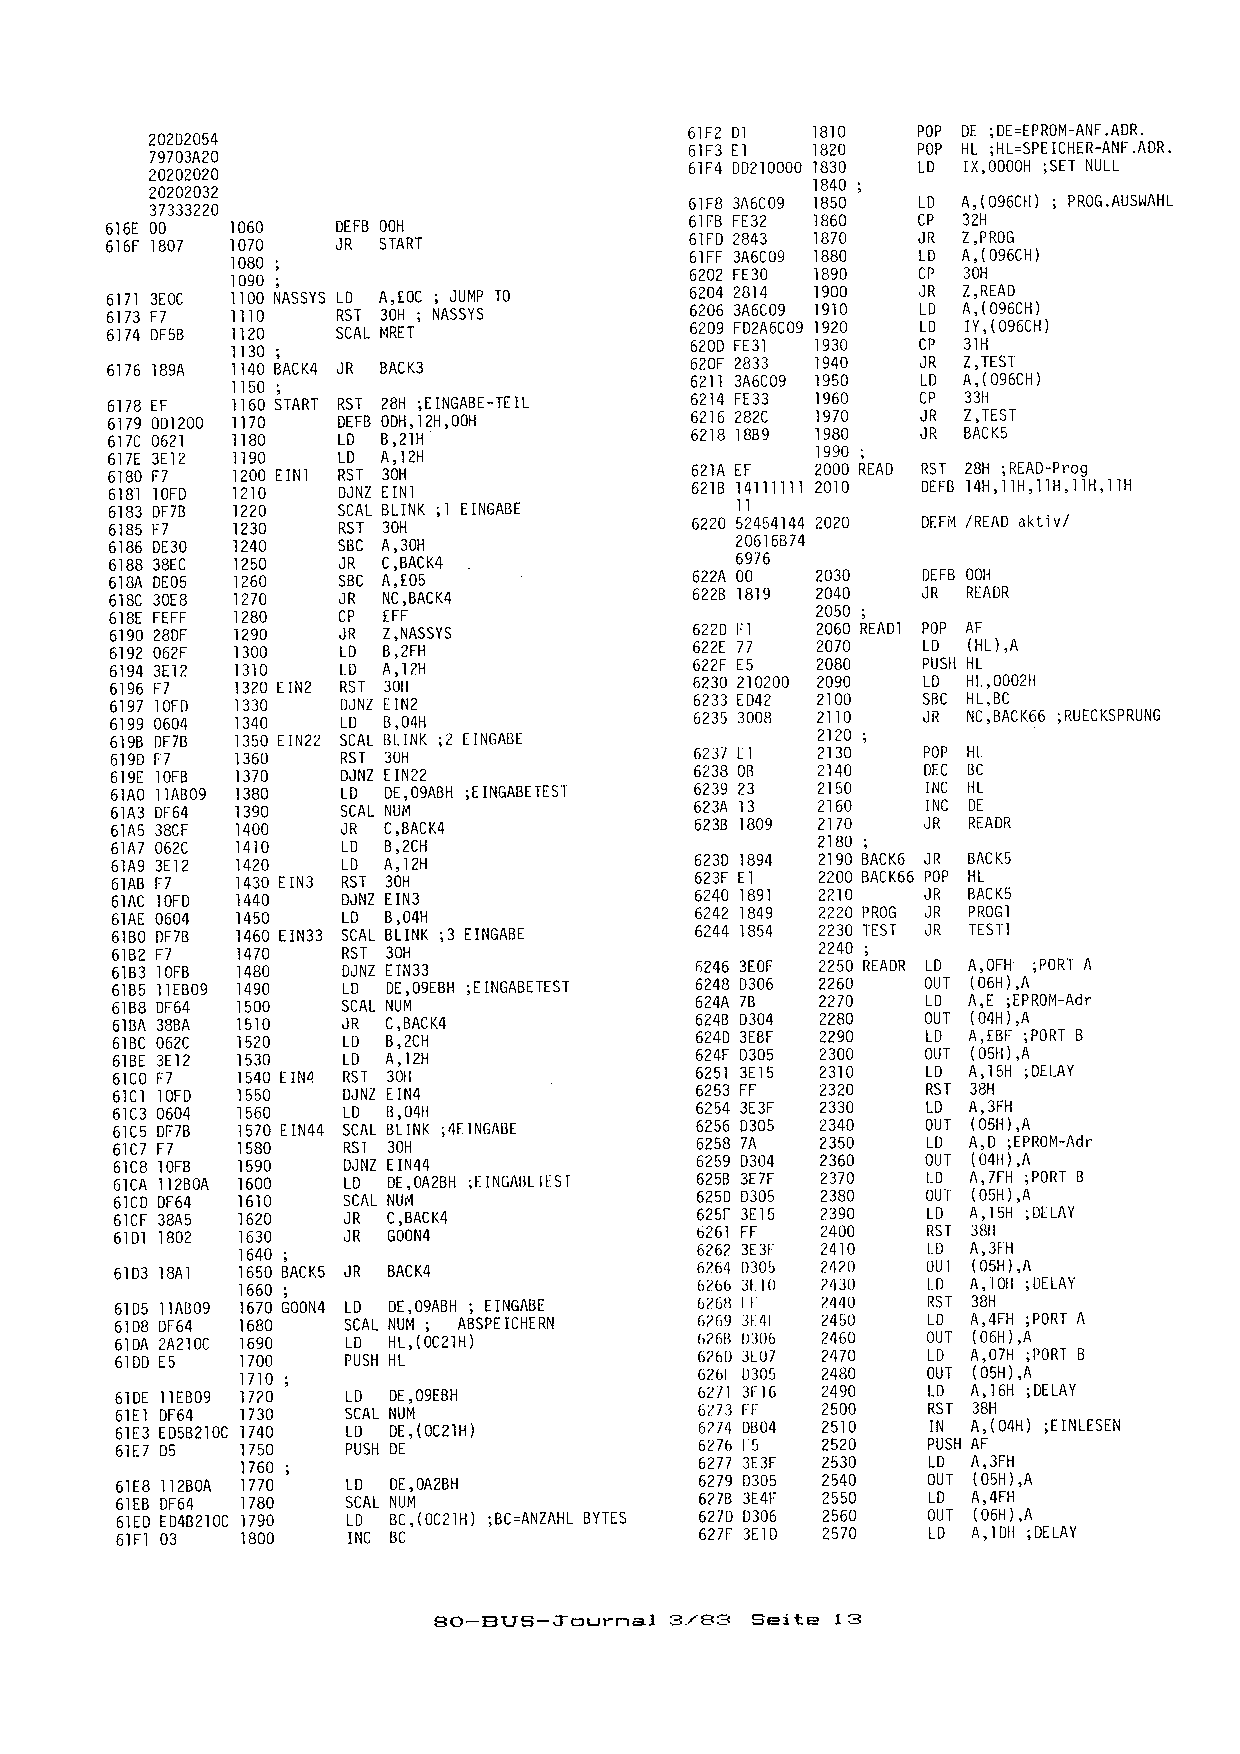 20202054
79703A20
20202020
20202032
37333220
616E 00 1060 DEFB 00H
616F 1807 1070 JR START
1080 ;
1090 ;
6171 3E0C 1100 NASSYS LD A,£0C ; JUMP TO
6173 F7 1110 RST 30H ; NASSYS
6174 DF5B 1120 SCAL MRET
1130 ;
6176 189A 1140 BACK4 JR BACK3
1150 ;
6178 EF 1160 START RST 28H ;EINGABE-TEIL
6179 0D1200 1170 DEFB 0DH,12H,00H
617C 0621 1180 LD B,21H
617E 3E12 1190 LD A,12H
6180 F7 1200 EIN1 RST 30H
6181 10FD 1210 DJNZ EIN1
6183 DF7B 1220 SCAL BLINK ;1 EINGABE
6185 F7 1230 RST 30H
6186 DE30 1240 SBC A,30H
6188 38EC 1250 JR C,BACK4
618A DE05 1260 SBC A,£05
618C 30E8 1270 JR NC,BACK4
618E FEFF 1280 CP £FF
6190 28DF 1290 JR Z,NASSYS
6192 062F 1300 LD B,2FH
6194 3E12 1310 LD A,12H
6196 F7 1320 EIN2 RST 30H
6197 10FD 1330 DJNZ EIN2
6199 0604 1340 LD B,04H
619B DF7B 1350 EIN22 SCAL BLINK ;2 EINGABE
619D F7 1360 RST 30H
619E 10FB 1370 DJNZ EIN22
61A0 11AB09 1380 LD DE,09ABH ;EINGABETEST
61A3 DF64 1390 SCAL NUM
61A5 38CF 1400 JR C,BACK4
61A7 062C 1410 LD B,2CH
61A9 3E12 1420 LD A,12H
61AB F7 1430 EIN3 RST 30H
61AC 10FD 1440 DJNZ EIN3
61AE 0604 1450 LD B,04H
61B0 DF7B 1460 EIN33 SCAL BLINK ;3 EINGABE
61B2 F7 1470 RST 30H
61B3 10FB 1480 DJNZ EIN33
61B5 11EB09 1490 LD DE,09EBH ;EINGABETEST
61B8 DF64 1500 SCAL NUM
61BA 38BA 1510 JR C,BACK4
61BC 062C 1520 LD B,2CH
61BE 3E12 1530 LD A,12H
61C0 F7 1540 EIN4 RST 30H
61C1 10FD 1550 DJNZ EIN4
61C3 0604 1560 LD B,04H
61C5 DF7B 1570 EIN44 SCAL BLINK ;4EINGABE
61C7 F7 1580 RST 30H
61C8 10FB 1590 DJNZ EIN44
61CA 112B0A 1600 LD DE,0A2BH ;EINGABETEST
61CD DF64 1610 SCAL NUM
61CF 38A5 1620 JR C,BACK4
61D1 1802 1630 JR GOON4
1640 ;
61D3 18A1 1650 BACK5 JR BACK4
1660 ;
61D5 11AB09 1670 GOON4 LD DE,09ABH ; EINGABE
61D8 DF64 1680 SCAL NUM ; ABSPEICHERN
61DA 2A210C 1690 LD HL,(0C21H)
61DD E5 1700 PUSH HL
1710 ;
61DE 11EB09 1720 LD DE,09EBH
61E1 DF64 1730 SCAL NUM
61E3 ED5B210C 1740 LD DE,(0C21H)
61E7 D5 1750 PUSH DE
1760 ;
61E8 112B0A 1770 LD DE,0A2BH
61EB DF64 1780 SCAL NUM
61ED ED4B210C 1790 LD BC,(0C21H) ;BC=ANZAHL BYTES
61F1 03 1800 INC BC
61F2 D1 1810 POP DE ;DE=EPROM-ANF.ADR.
61F3 E1 1820 POP HL ;HL=SPEICHER-ANF.ADR.
61F4 DD210000 1830 LD IX,0000H ;SET NULL
1840 ;
61F8 3A6C09 1850 LD A,(096CH) ; PROG.AUSWAHL
61FB FE32 1860 CP 32H
61FD 2843 1870 JR Z,PROG
61FF 3A6C09 1880 LD A,(096CH)
6202 FE30 1890 CP 30H
6204 2814 1900 JR Z,READ
6206 3A6C09 1910 LD A,(096CH)
6209 FD2A6C09 1920 LD IY,(096CH)
620D FE31 1930 CP 31H
620F 2833 1940 JR Z,TEST
6211 3A6C09 1950 LD A,(096CH)
6214 FE33 1960 CP 33H
6216 282C 1970 JR Z,TEST
6218 18B9 1980 JR BACK5
1990 ;
621A EF 2000 READ RST 28H ;READ-Prog
621B 14111111 2010 DEFB 14H,11H,11H,11H,11H
11
6220 52454144 2020 DEFM /READ aktiv/
20616B74
6976
622A 00 2030 DEFB 00H
622B 1819 2040 JR READR
2050 ;
622D F1 2060 READ1 POP AF
622E 77 2070 LD (HL),A
622F E5 2080 PUSH HL
6230 210200 2090 LD HL,0002H
6233 ED42 2100 SBC HL,BC
6235 3008 2110 JR NC,BACK66 ;RUECKSPRUNG
2120 ;
6237 E1 2130 POP HL
6238 0B 2140 DEC BC
6239 23 2150 INC HL
623A 13 2160 INC DE
623B 1809 2170 JR READR
2180 ;
623D 1894 2190 BACK6 JR BACK5
623F E1 2200 BACK66 POP HL
6240 1891 2210 JR BACK5
6242 1849 2220 PROG JR PROG1
6244 1854 2230 TEST JR TEST1
2240 ;
6246 3E0F 2250 READR LD A,0FH ;PORT A
6248 D306 2260 OUT (06H),A
624A 7B 2270 LD A,E ;EPROM-Adr
624B D304 2280 OUT (04H),A
624D 3EBF 2290 LD A,£BF ;PORT B
624F D305 2300 OUT (05H),A
6251 3E15 2310 LD A,15H ;DELAY
6253 FF 2320 RST 38H
6254 3E3F 2330 LD A,3FH
6256 D305 2340 OUT (05H),A
6258 7A 2350 LD A,D ;EPROM-Adr
6259 D304 2360 OUT (04H),A
625B 3E7F 2370 LD A,7FH ;PORT B
625D D305 2380 OUT (05H),A
625F 3E15 2390 LD A,15H ;DELAY
6261 FF 2400 RST 38H
6262 3E3F 2410 LD A,3FH
6264 D305 2420 OUT (05H),A
6266 3E10 2430 LD A,10H ;DELAY
6268 FF 2440 RST 38H
6269 3E4F 2450 LD A,4FH ;PORT A
626B D306 2460 OUT (06H),A
626D 3E07 2470 LD A,07H ;PORT B
626F D305 2480 OUT (05H),A
6271 3E16 2490 LD A,16H ;DELAY
6273 FF 2500 RST 38H
6274 DB04 2510 IN A,(04H) ;EINLESEN
6276 F5 2520 PUSH AF
6277 3E3F 2530 LD A,3FH
6279 D305 2540 OUT (05H),A
627B 3E4F 2550 LD A,4FH
627D D306 2560 OUT (06H),A
627F 3E1D 2570 LD A,1DH ;DELAY
80-BUS-Journal 3/83 Seite 13